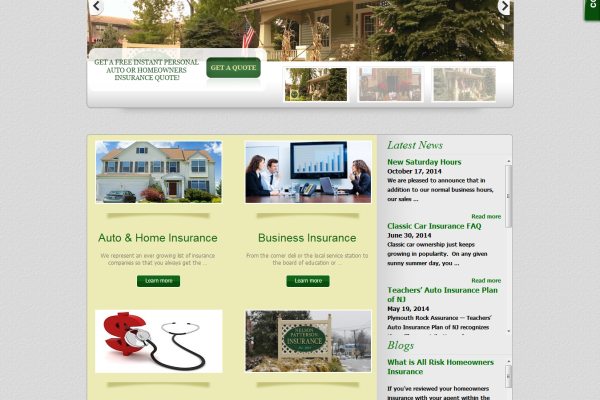 GET A FREE INSTANT PERSONAL
AUTO OR HOMEOWNERS
INSURANCE QUOTE!
GET A QUOTE
Auto & Home Insurance
We represent an ever growing list of insurance
companies so that you always get the ...
Learn more
Business Insurance
From the corner deli or the local service station to
the board of education or ...
Learn more
NELSON
PATTERSON
INSURANCE
Latest News
New Saturday Hours
October 17, 2014
We are pleased to announce that in
addition to our normal business hours,
our sales ...
Read more
Classic Car Insurance FAQ
June 30, 2014
Classic car ownership just keeps
growing in popularity. On any given
sunny summer day, you ...
Read more
Teachers' Auto Insurance Plan
of NJ
May 19, 2014
Plymouth Rock Assurance — Teachers'
Auto Insurance Plan of NJ recognizes
Blogs
What is All Risk Homeowners
Insurance
If you've reviewed your homeowners
insurance with your agent within the